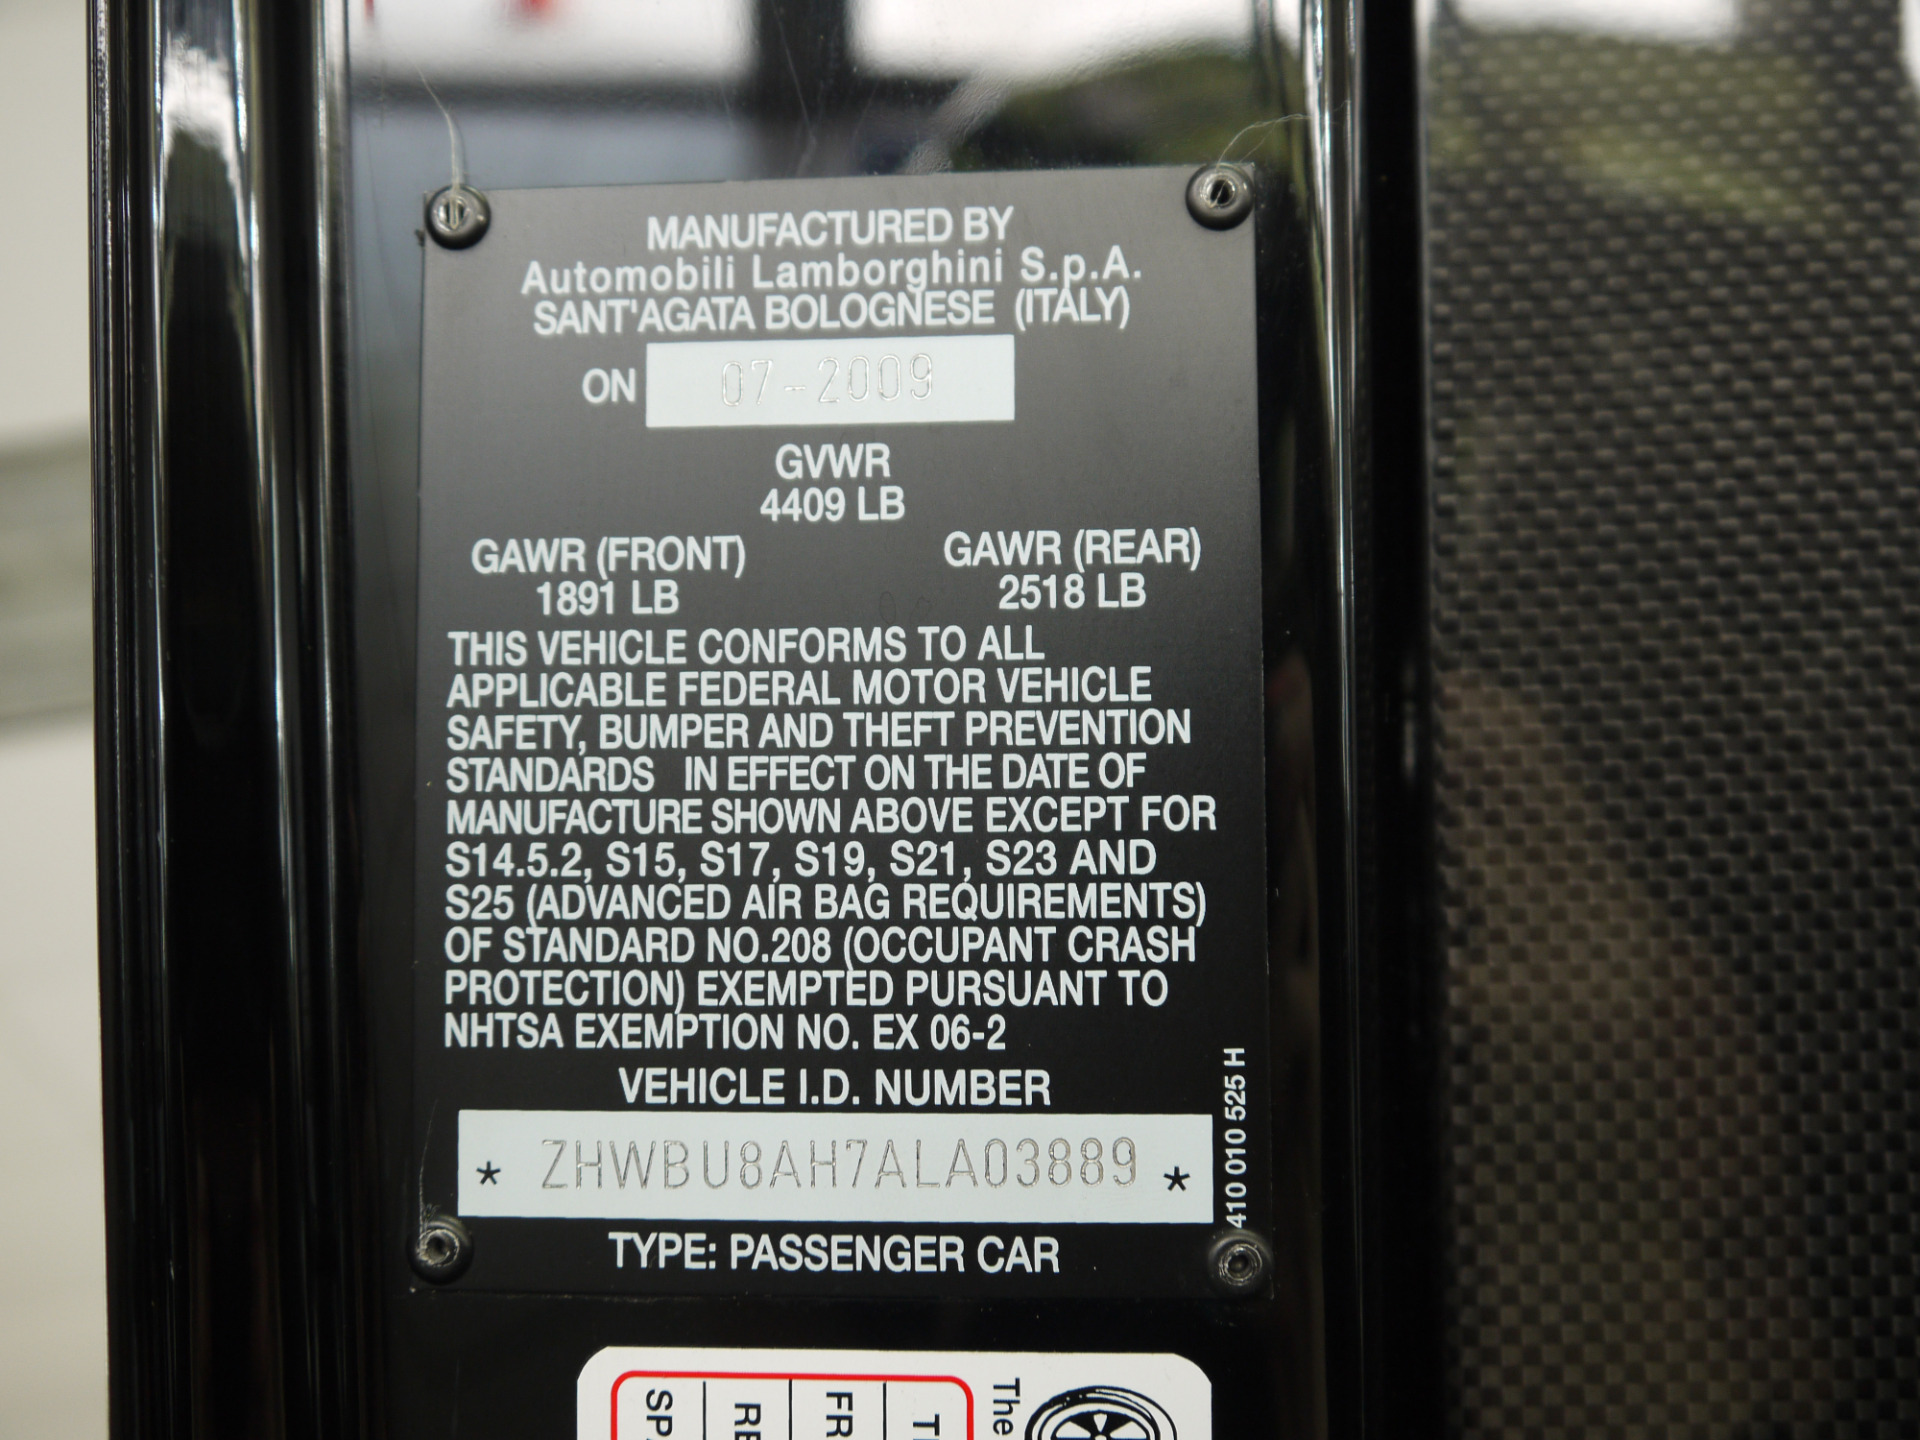 MANUFACTURED BY
Automobili Lamborghini S.p.A.
SANT'AGATA BOLOGNESE (ITALY)
ON 07-2009
GVWR
4409 LB
GAWR (FRONT) GAWR (REAR)
1891 LB 2518 LB
THIS VEHICLE CONFORMS TO ALL
APPLICABLE FEDERAL MOTOR VEHICLE
SAFETY, BUMPER AND THEFT PREVENTION
STANDARDS IN EFFECT ON THE DATE OF
MANUFACTURE SHOWN ABOVE EXCEPT FOR
S14.5.2, S15, S17, S19, S21, S23 AND
S25 (ADVANCED AIR BAG REQUIREMENTS)
OF STANDARD NO.208 (OCCUPANT CRASH
PROTECTION) EXEMPTED PURSUANT TO
NHTSA EXEMPTION NO. EX 06-2
VEHICLE I.D. NUMBER
* ZHWBU8AH7ALA03889 *
TYPE: PASSENGER CAR
410 010 525 H
The